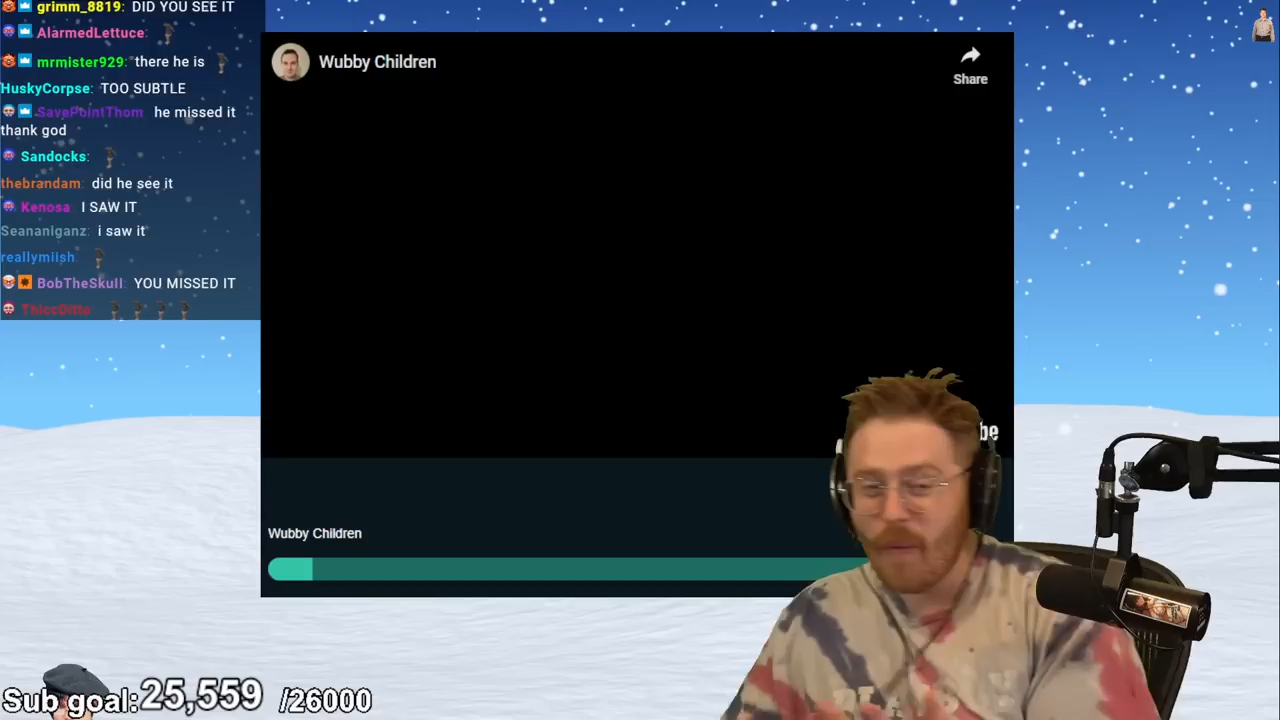 grimm_8819: DID YOU SEE IT
AlarmedLettuce:
mrmister929: there he is
HuskyCorpse: TOO SUBTLE
SavePointThom he missed it
thank god
Sandocks:
thebrandam: did he see it
Kenosa I SAW IT
Seananiganz: i saw it
reallymiish
BobTheSkull: YOU MISSED IT
ThiccDitto
Wubby Children
Share
be
Wubby Children
Sub goal: 25,559 /26000